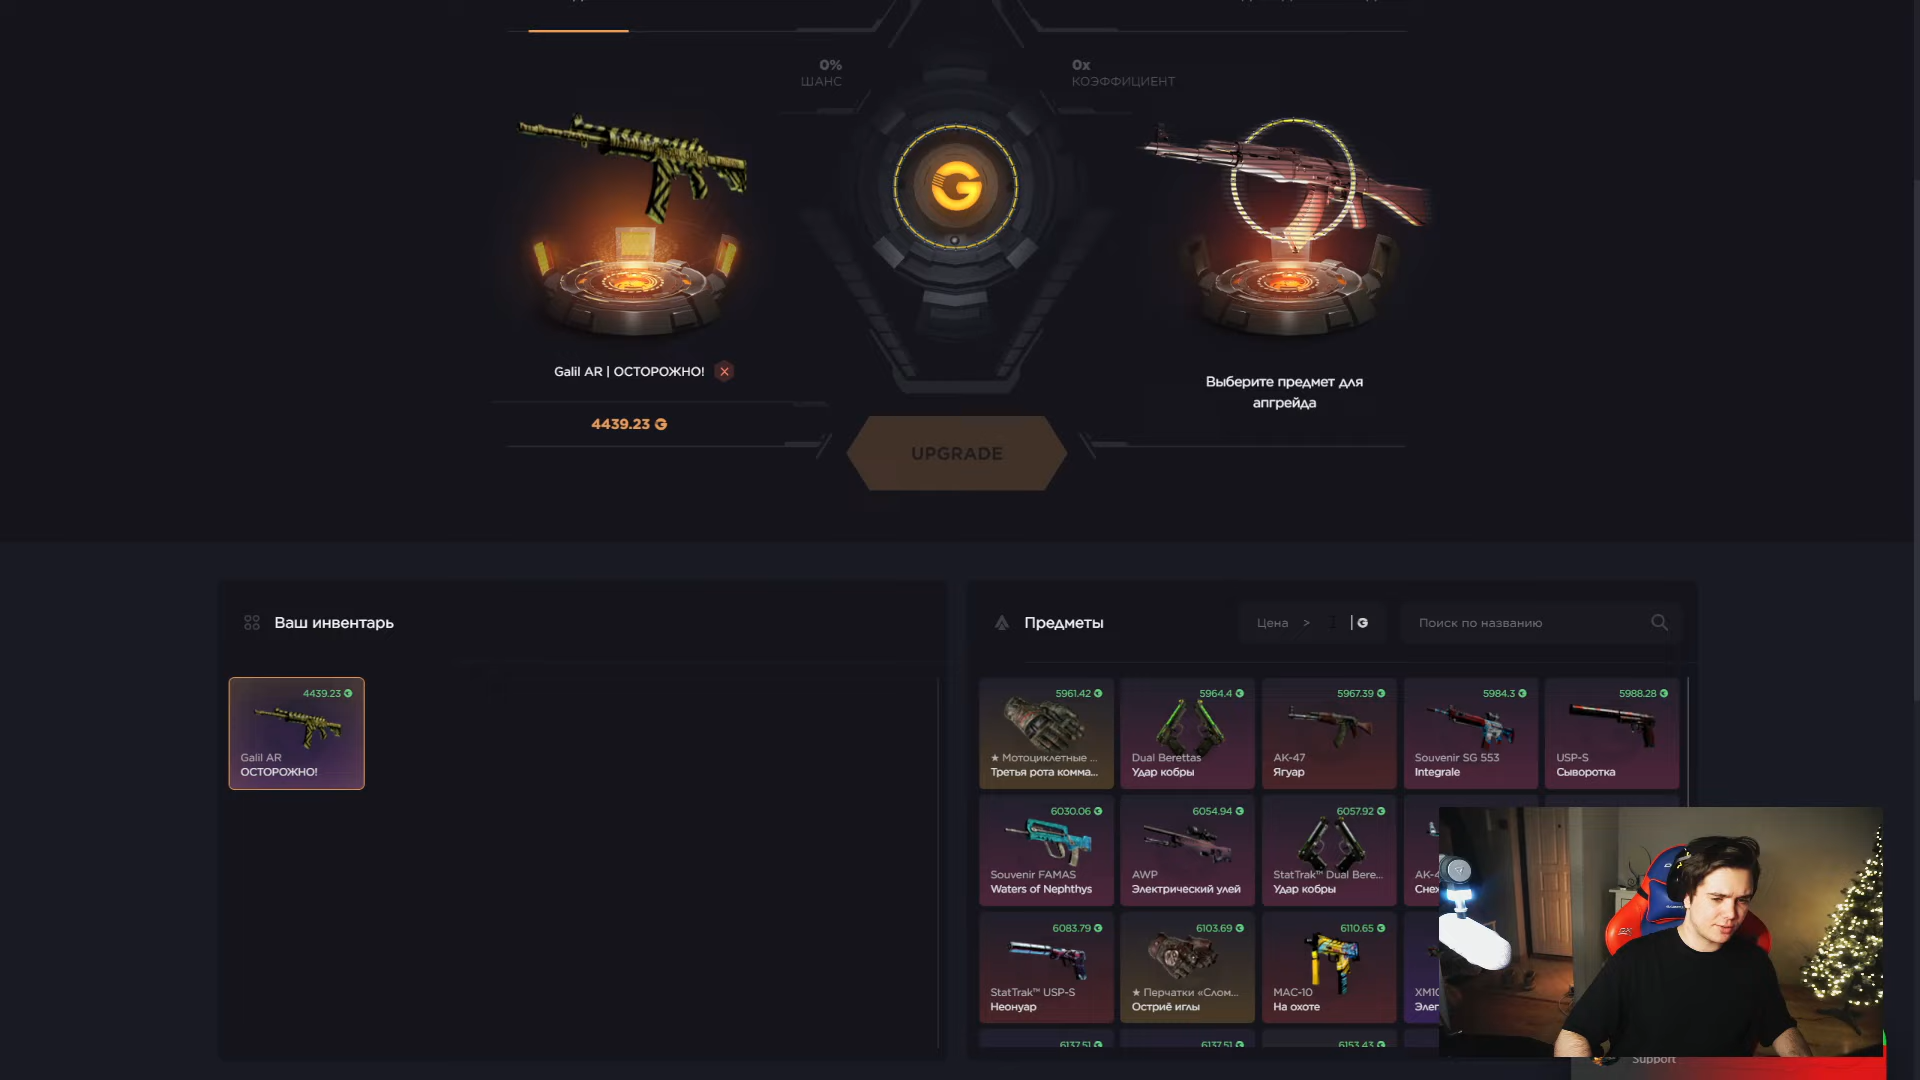 0%
ШАНС
0x
КОЭФФИЦИЕНТ
Galil AR | ОСТОРОЖНО!
4439.23
Выберите предмет для
апгрейда
UPGRADE
Ваш инвентарь
Предметы
Цена >
Поиск по названию
4439.23
Galil AR
ОСТОРОЖНО!
5961.42
★ Мотоциклетные ...
Третья рота комма...
5964.4
Dual Berettas
Удар кобры
5967.39
AK-47
Ягуар
5984.3
Souvenir SG 553
Integrale
5988.28
USP-S
Сыворотка
6030.06
Souvenir FAMAS
Waters of Nephthys
6054.94
AWP
Электрический улей
6057.92
StatTrak™ Dual Bere...
Удар кобры
6083.79
StatTrak™ USP-S
Неонуар
6103.69
★ Перчатки «Слом...
Остриё иглы
6110.65
MAC-10
На охоте
6137.51
6137.51
6153.43
Support